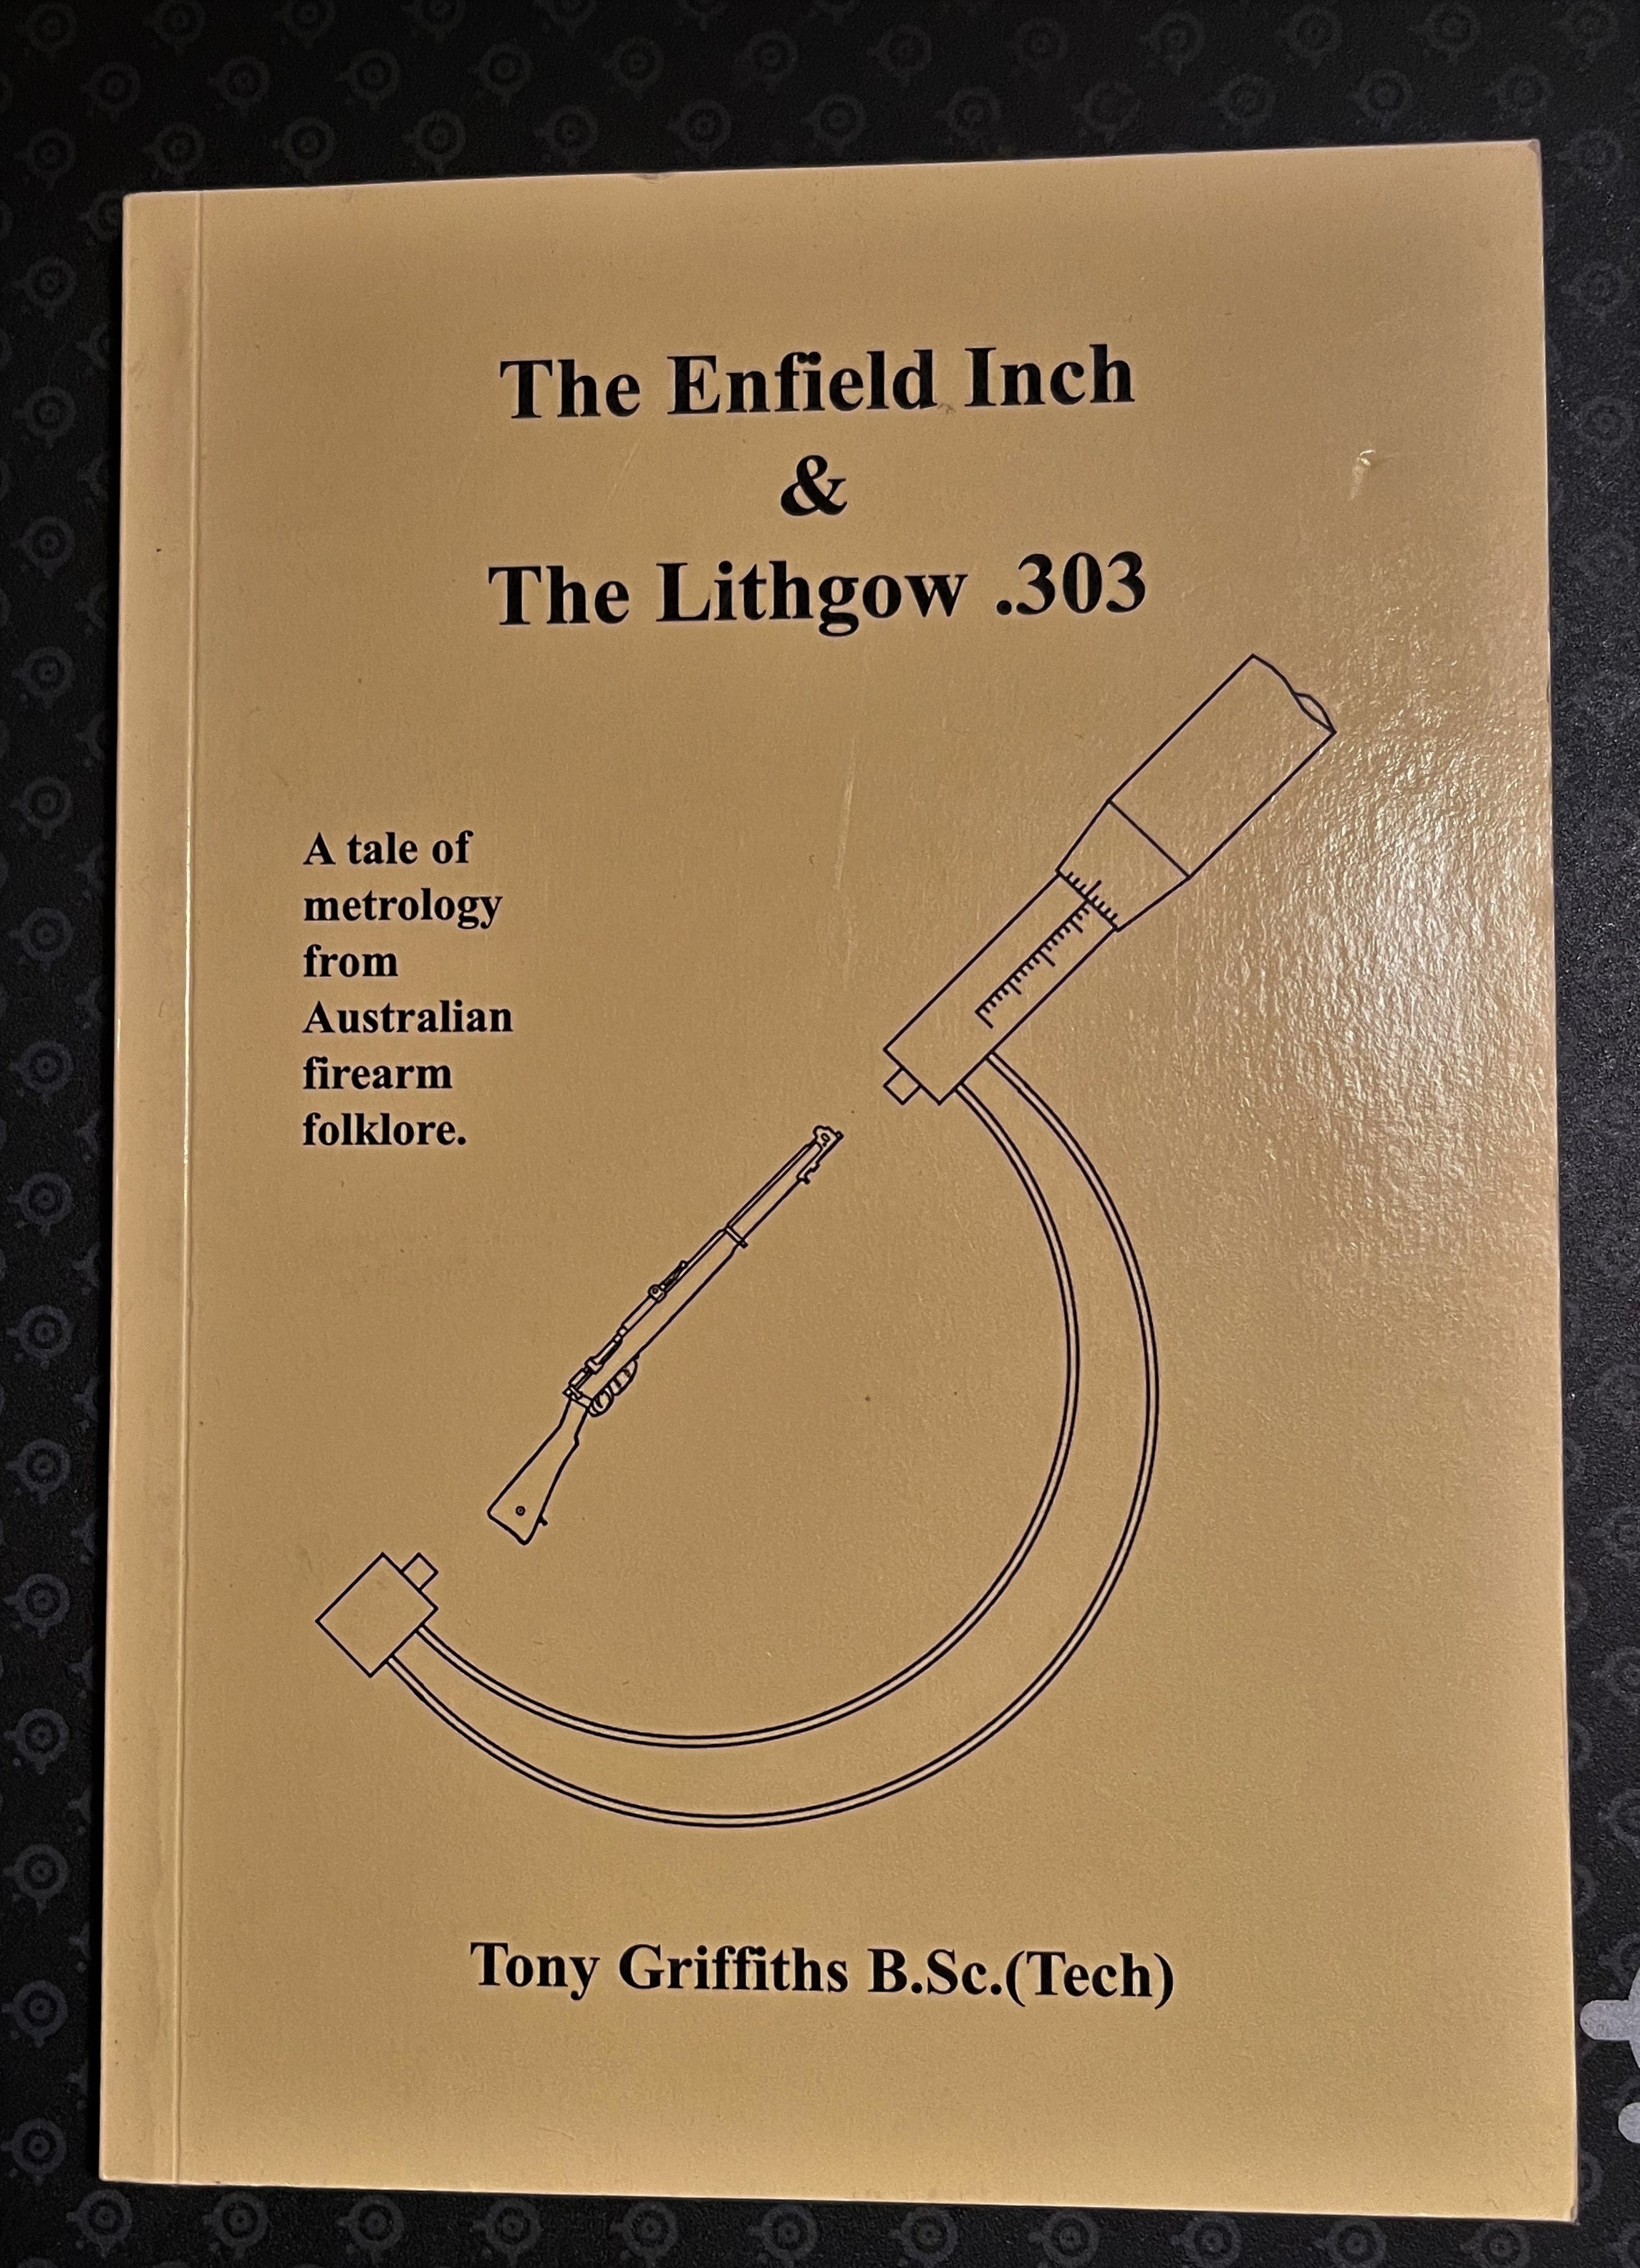 The Enfield Inch
&
The Lithgow .303
A tale of
metrology
from
Australian
firearm
folklore.
Tony Griffiths B.Sc.(Tech)